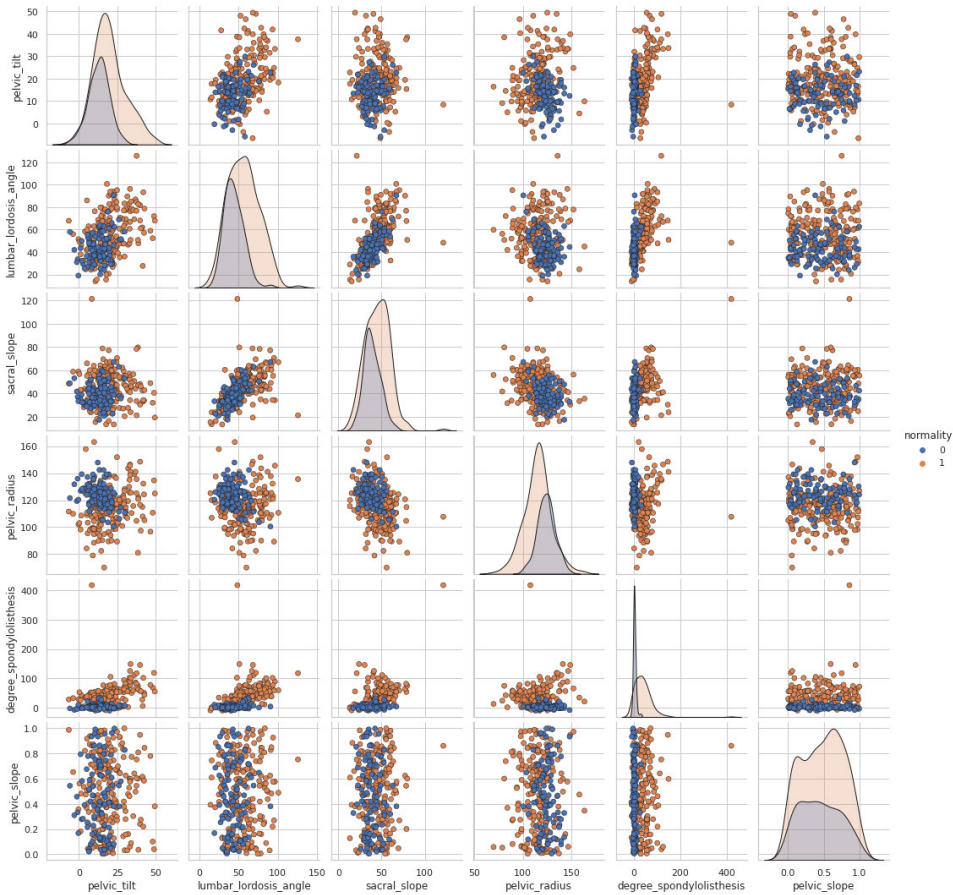 50
40
30
20
10
0
pelvic_tilt
120
100
80
60
40
20
lumbar_lordosis_angle
120
100
80
60
40
20
sacral_slope
160
140
120
100
80
pelvic_radius
normality
0
1
400
300
200
100
0
degree_spondylolisthesis
1.0
0.8
0.6
0.4
0.2
0.0
pelvic_slope
0 25 50
0 50 100 150
0 50 100
50 100 150
0 200 400
0.0 0.5 1.0
pelvic_tilt lumbar_lordosis_angle sacral_slope pelvic_radius degree_spondylolisthesis pelvic_slope